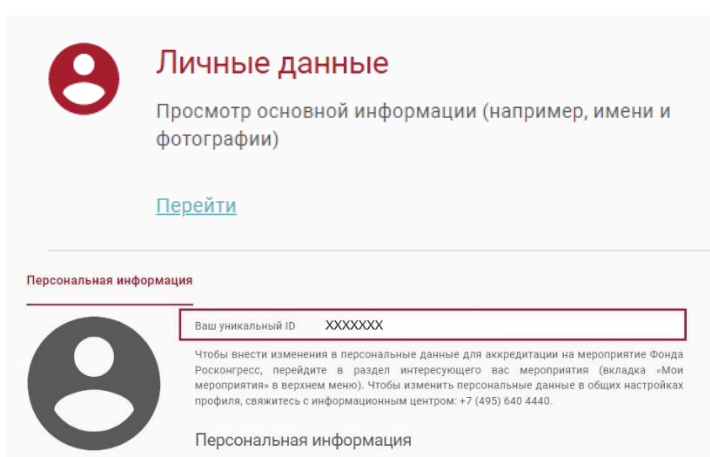 Личные данные
Просмотр основной информации (например, имени и
фотографии)
Перейти
Персональная информация
Ваш уникальный ID XXXXXXX
Чтобы внести изменения в персональные данные для аккредитации на мероприятие Фонда
Росконгресс, перейдите в раздел интересующего вас мероприятия (вкладка «Мои
мероприятия» в верхнем меню). Чтобы изменить персональные данные в общих настройках
профиля, свяжитесь с информационным центром: +7 (495) 640 4440.
Персональная информация